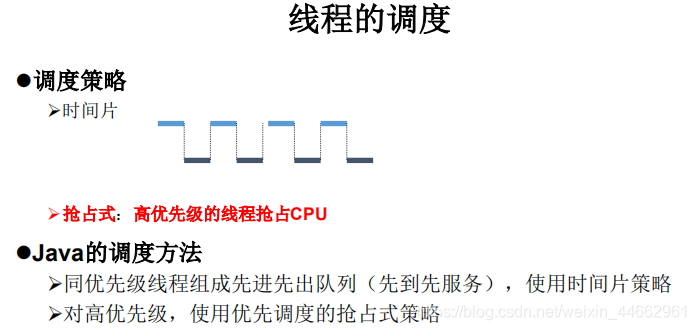 线程的调度
●调度策略
➢时间片
➢抢占式：高优先级的线程抢占CPU
●Java的调度方法
➢同优先级线程组成先进先出队列（先到先服务），使用时间片策略
➢对高优先级，使用优先调度的抢占式策略
https://blog.csdn.net/weixin_44662961